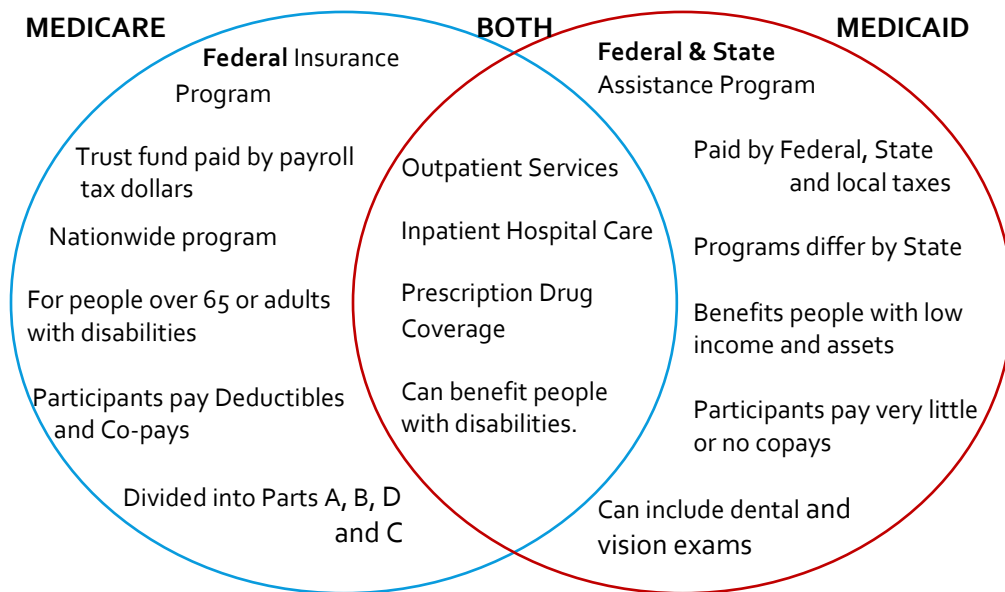 MEDICARE
BOTH
MEDICAID
Federal Insurance
Program
Trust fund paid by payroll
tax dollars
Nationwide program
For people over 65 or adults
with disabilities
Participants pay Deductibles
and Co-pays
Divided into Parts A, B, D
and C
Outpatient Services
Inpatient Hospital Care
Prescription Drug
Coverage
Can benefit people
with disabilities.
Federal & State
Assistance Program
Paid by Federal, State
and local taxes
Programs differ by State
Benefits people with low
income and assets
Participants pay very little
or no copays
Can include dental and
vision exams